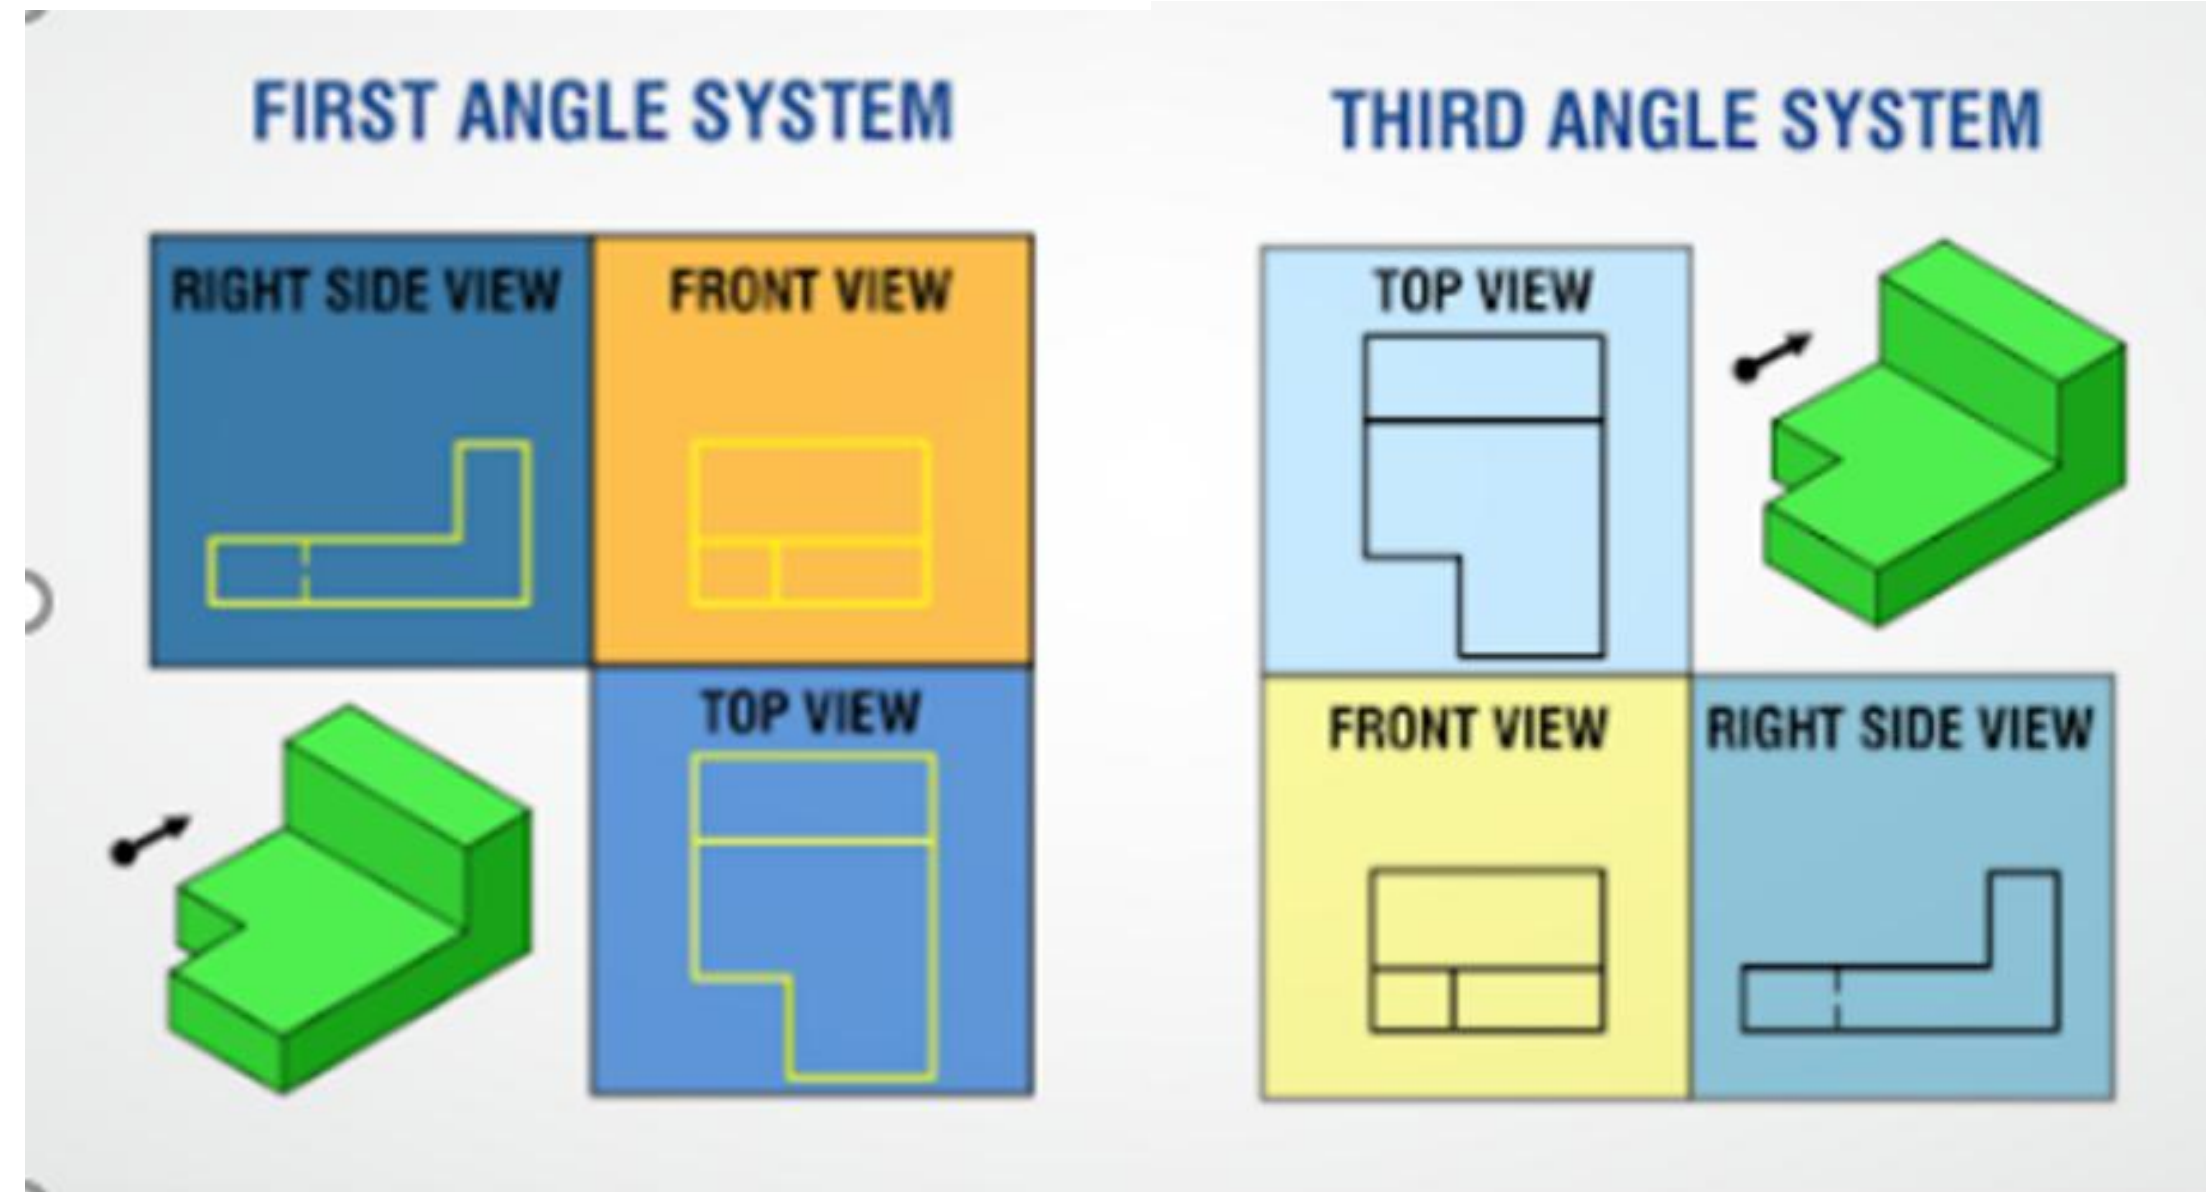 FIRST ANGLE SYSTEM
RIGHT SIDE VIEW
FRONT VIEW
TOP VIEW
THIRD ANGLE SYSTEM
TOP VIEW
FRONT VIEW
RIGHT SIDE VIEW